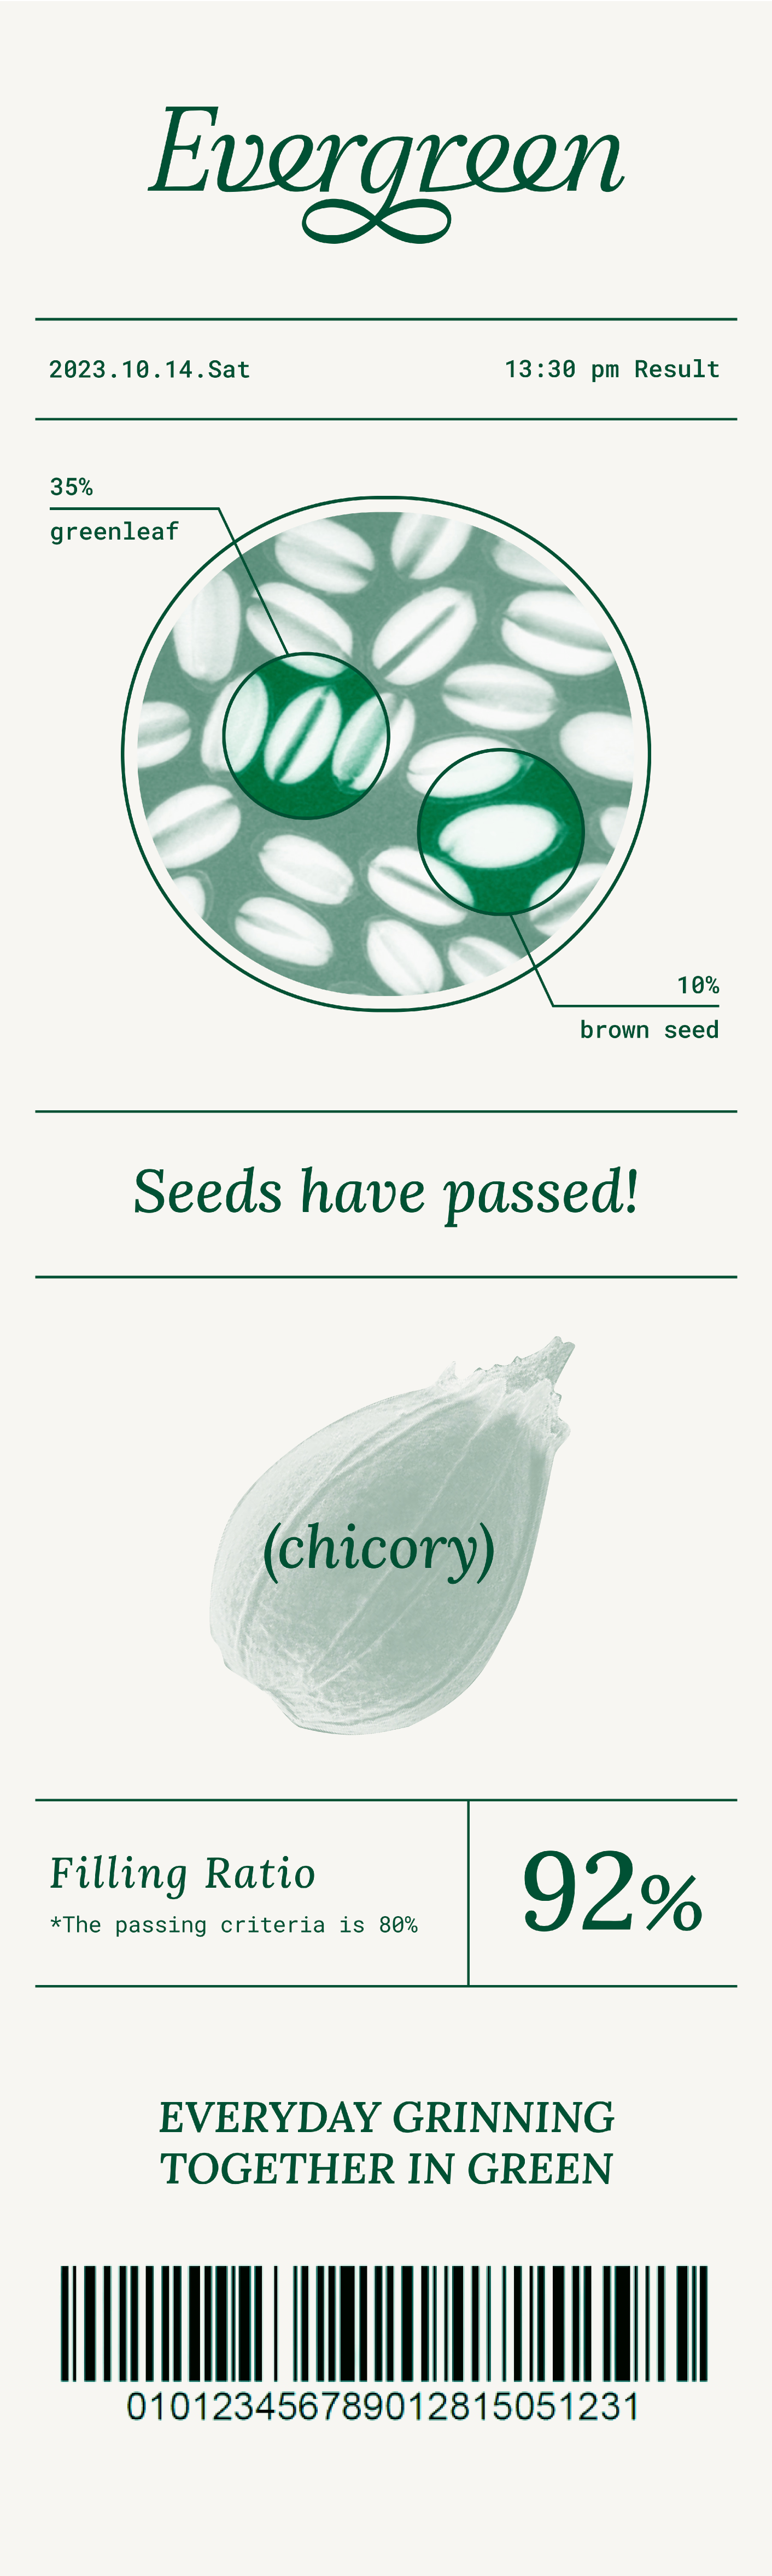 Evergreen
2023.10.14.Sat
13:30 pm Result
35%
greenleaf
10%
brown seed
Seeds have passed!
(chicory)
Filling Ratio
*The passing criteria is 80%
92%
EVERYDAY GRINNING
TOGETHER IN GREEN
010123456789012815051231